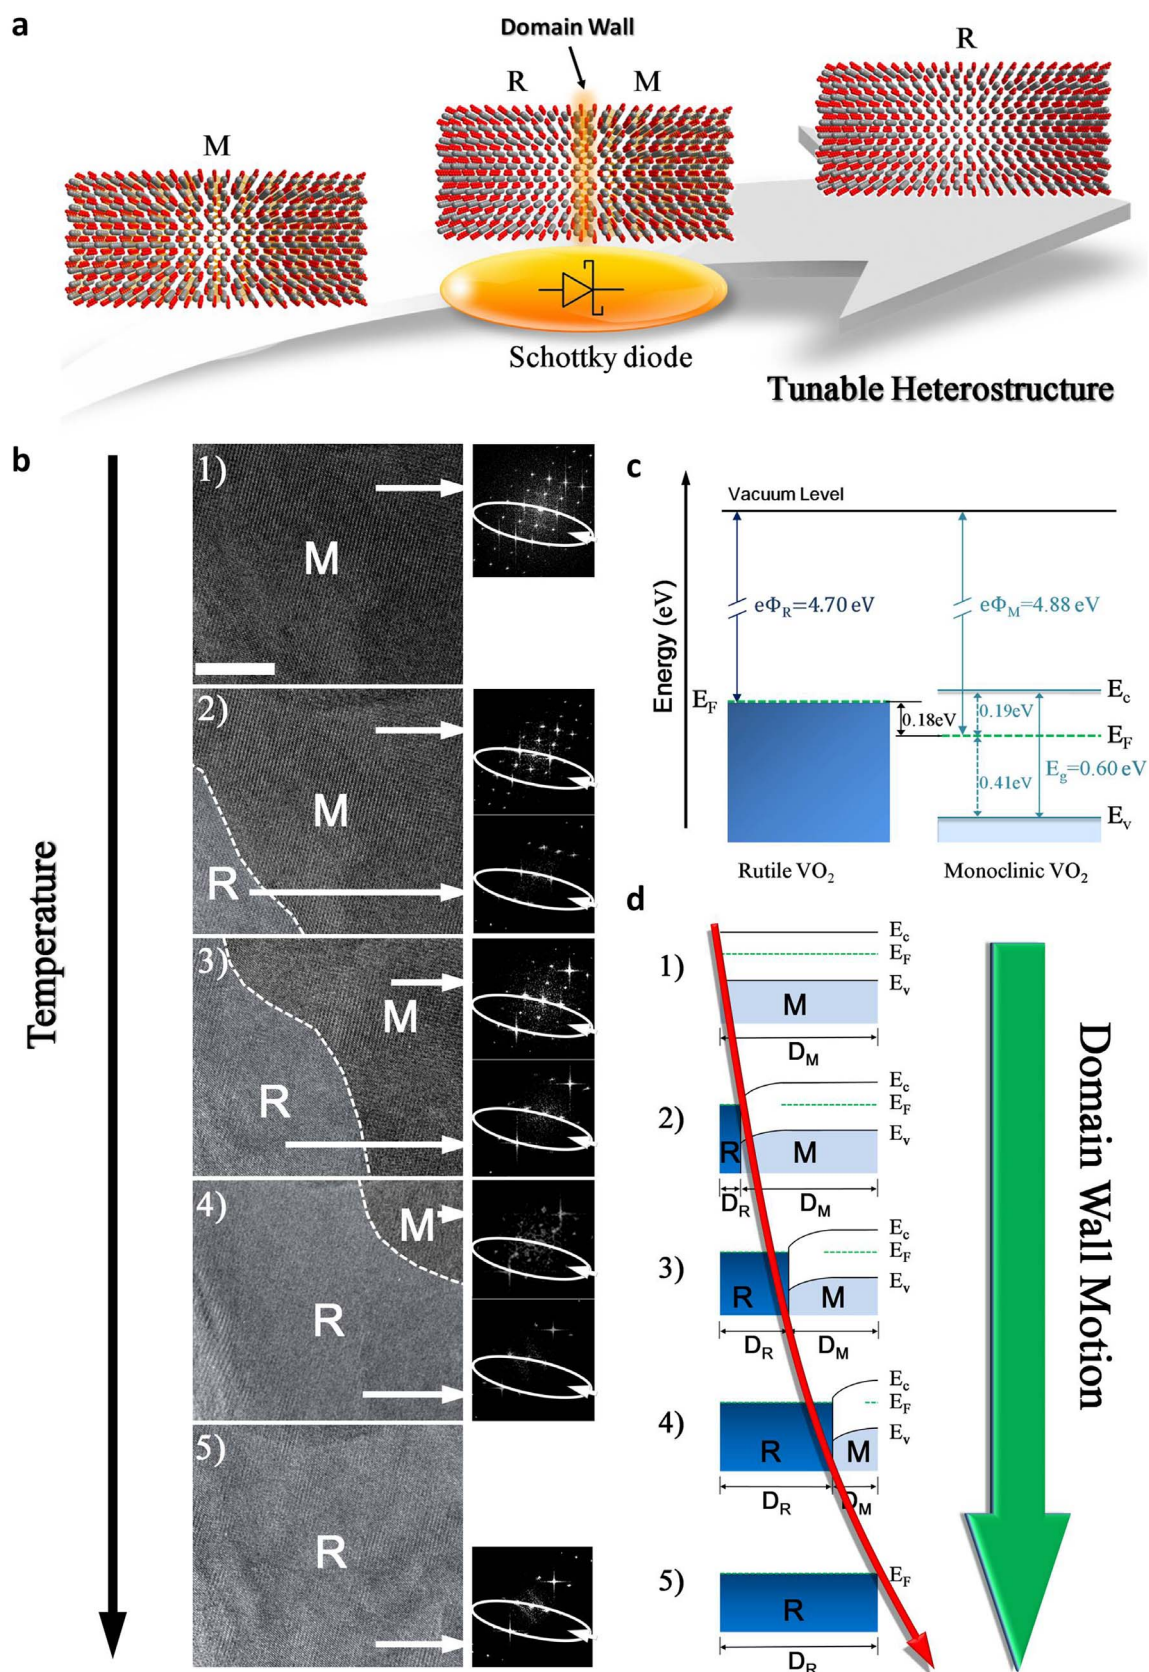 a
Domain Wall
R
M
R
M
Schottky diode
Tunable Heterostructure
b
Temperature
1)
M
2)
M
R
3)
M
R
4)
M
R
5)
R
c
Energy (eV)
Vacuum Level
eΦR=4.70 eV
eΦM=4.88 eV
EF
0.18eV
Ec
0.19eV
EF
Eg=0.60 eV
0.41eV
Ev
Rutile VO2
Monoclinic VO2
d
1)
Ec
EF
Ev
M
DM
2)
Ec
EF
Ev
R
M
DR
DM
3)
Ec
EF
Ev
R
M
DR
DM
4)
Ec
EF
Ev
R
M
DR
DM
5)
EF
R
DR
Domain Wall Motion